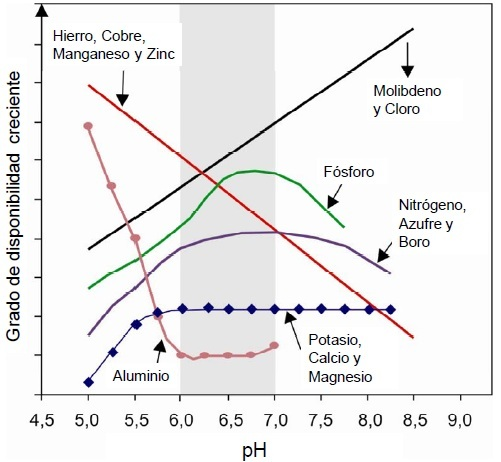 Hierro, Cobre,
Manganeso y Zinc
Molibdeno
y Cloro
Fósforo
Nitrógeno,
Azufre y
Boro
Potasio,
Calcio y
Magnesio
Aluminio
Grado de disponibilidad creciente
4,5 5,0 5,5 6,0 6,5 7,0 7,5 8,0 8,5 9,0
pH